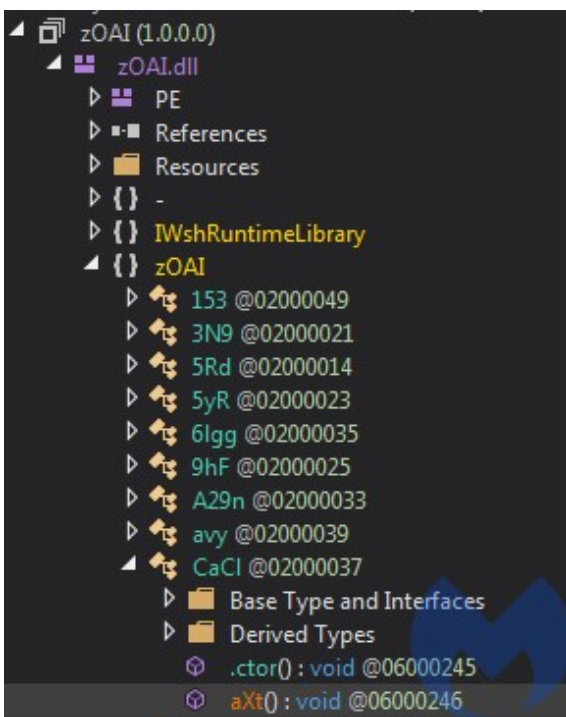 zOAI (1.0.0.0)
zOAI.dll
PE
References
Resources
{} -
{} IWshRuntimeLibrary
{} zOAI
153 @02000049
3N9 @02000021
5Rd @02000014
5yR @02000023
6Igg @02000035
9hF @02000025
A29n @02000033
avy @02000039
CaCl @02000037
Base Type and Interfaces
Derived Types
.ctor() : void @06000245
aXt() : void @06000246